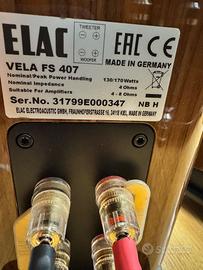 TWEETER
ELAC
EAC CE
WOOFER
MADE IN GERMANY
VELA FS 407
Nominal/Peak Power Handling 130/170Watts
Nominal Impedance 4 Ohms
Suitable For Amplifiers 4 - 8 Ohms
Ser.No. 31799E000347 NB H
ELAC ELECTROACUSTIC GMBH, FRAUNHOFERSTRASSE 16, 24118 KIEL, MADE IN GERMANY
subito